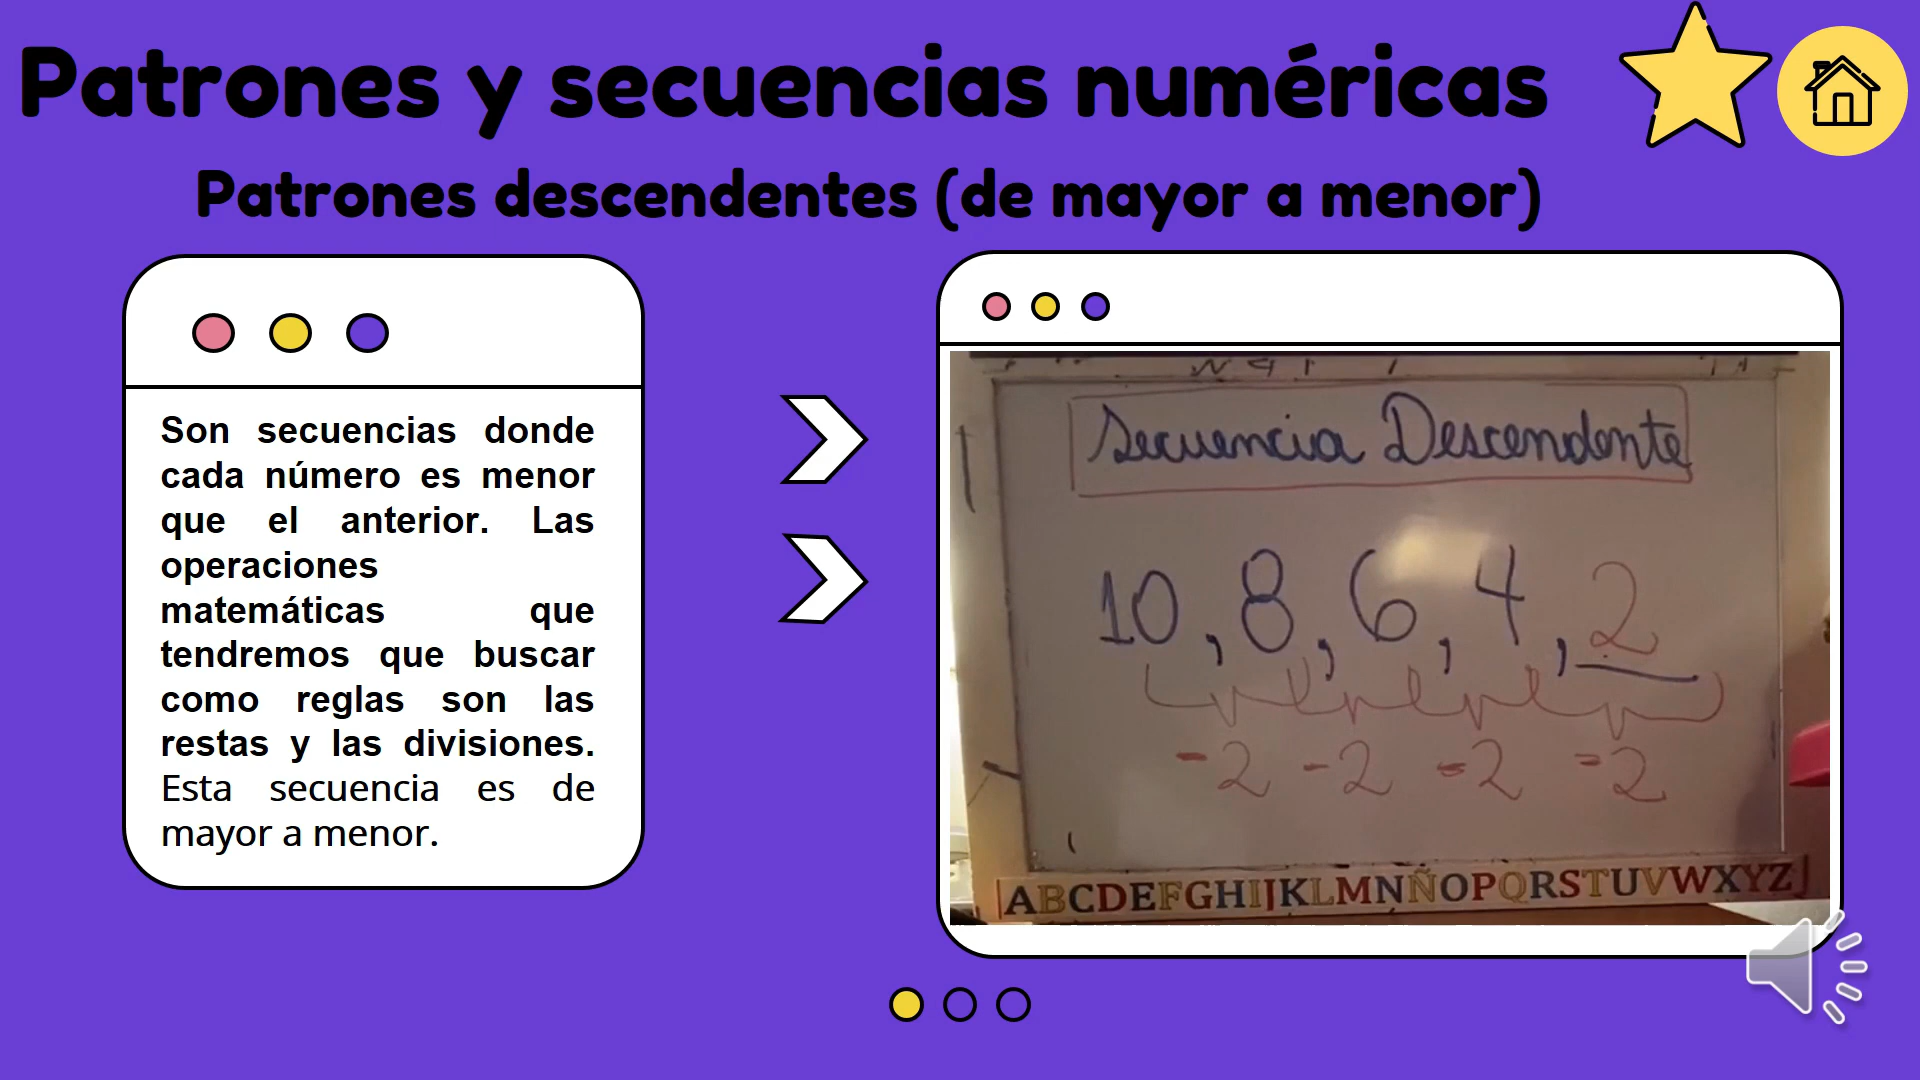 Patrones y secuencias numéricas
Patrones descendentes (de mayor a menor)
Son secuencias donde
cada número es menor
que el anterior. Las
operaciones
matemáticas que
tendremos que buscar
como reglas son las
restas y las divisiones.
Esta secuencia es de
mayor a menor.
Secuencia Descendente
10, 8, 6, 4, 2
-2 -2 -2 -2
ABCDEFGHIJKLMNÑOPQRSTUVWXYZ